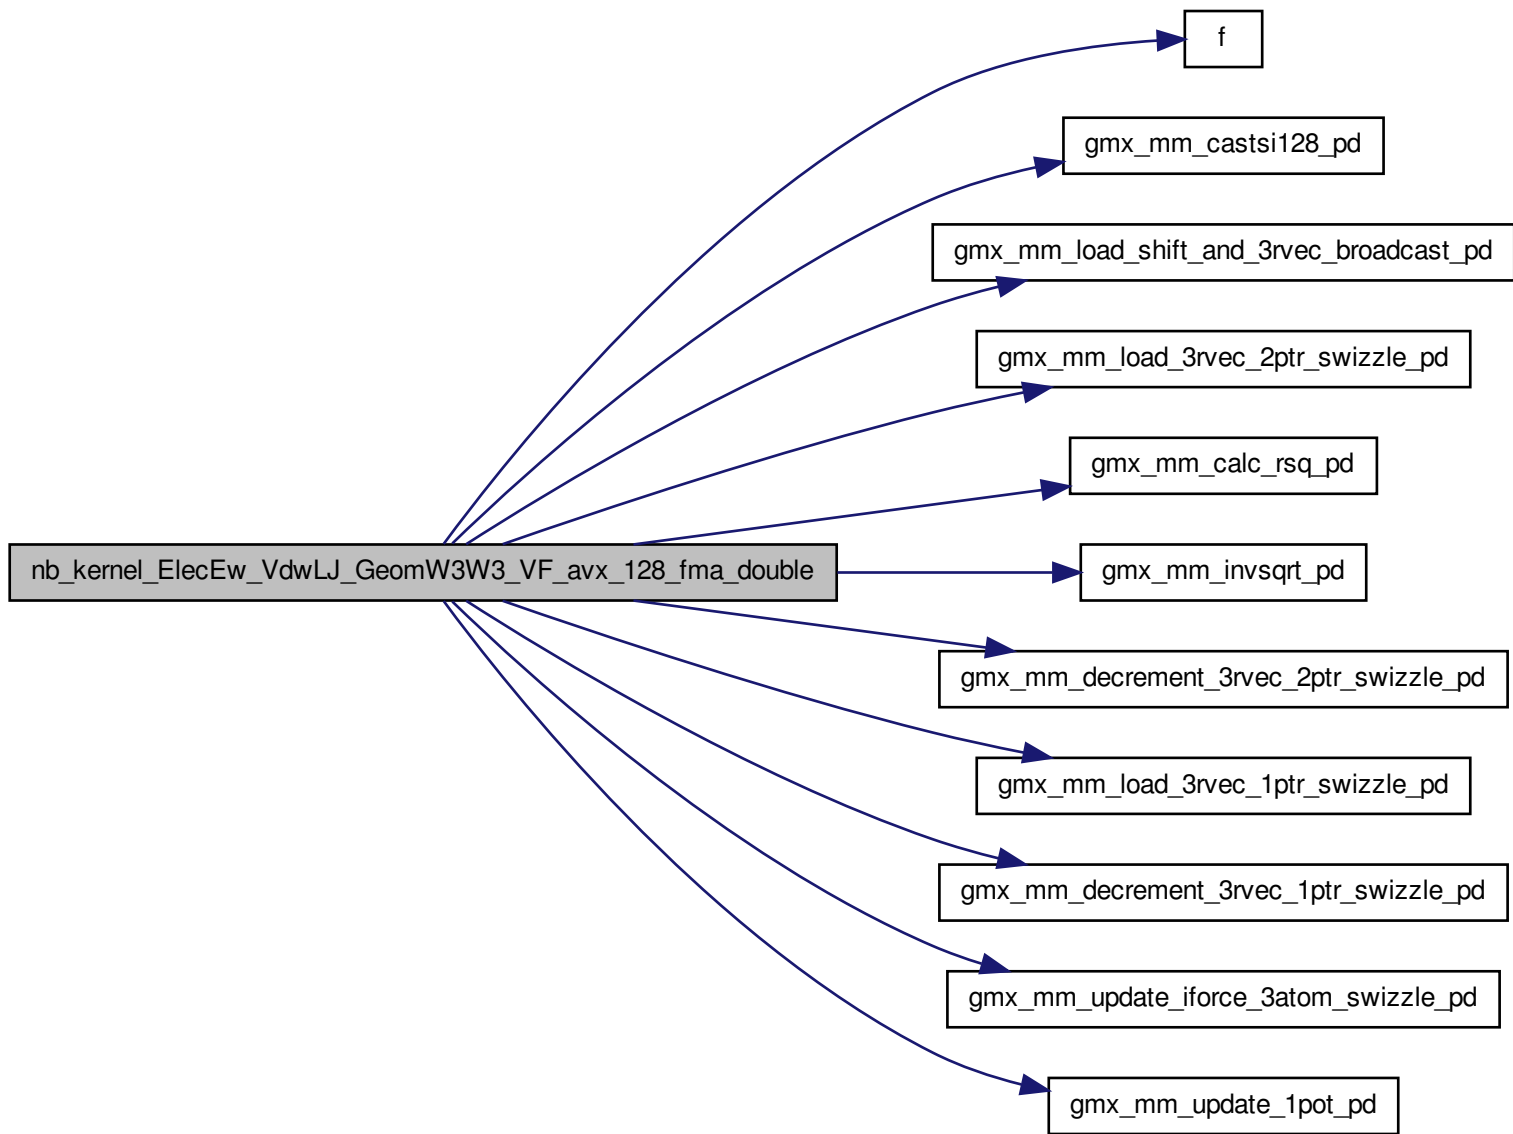 f
gmx_mm_castsi128_pd
gmx_mm_load_shift_and_3rvec_broadcast_pd
gmx_mm_load_3rvec_2ptr_swizzle_pd
gmx_mm_calc_rsq_pd
nb_kernel_ElecEw_VdwLJ_GeomW3W3_VF_avx_128_fma_double
gmx_mm_invsqrt_pd
gmx_mm_decrement_3rvec_2ptr_swizzle_pd
gmx_mm_load_3rvec_1ptr_swizzle_pd
gmx_mm_decrement_3rvec_1ptr_swizzle_pd
gmx_mm_update_iforce_3atom_swizzle_pd
gmx_mm_update_1pot_pd